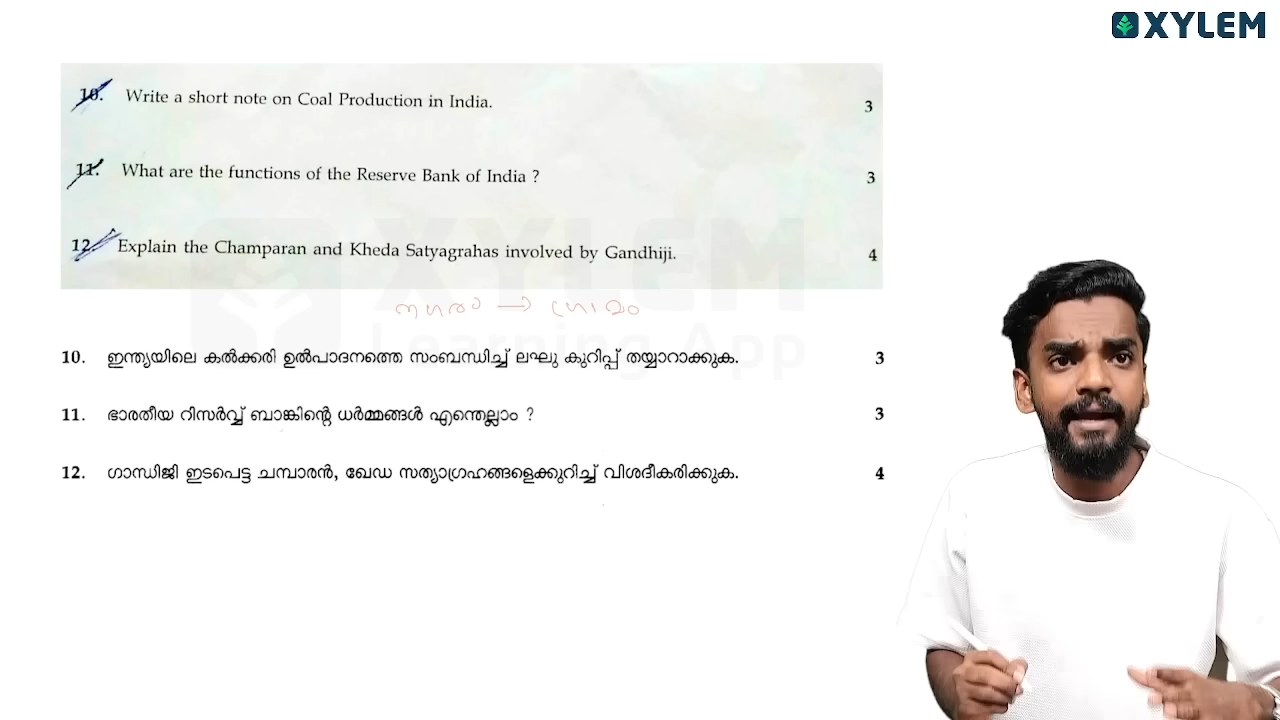 XYLEM
10. Write a short note on Coal Production in India. 3
11. What are the functions of the Reserve Bank of India ? 3
12. Explain the Champaran and Kheda Satyagrahas involved by Gandhiji. 4
XYLEM
Learning App
10. ഇന്ത്യയിലെ കൽക്കരി ഉൽപാദനത്തെ സംബന്ധിച്ച് ലഘു കുറിപ്പ് തയ്യാറാക്കുക. 3
11. ഭാരതീയ റിസർവ്വ് ബാങ്കിന്റെ ധർമ്മങ്ങൾ എന്തെല്ലാം ? 3
12. ഗാന്ധിജി ഇടപെട്ട ചമ്പാരൻ, ഖേഡ സത്യാഗ്രഹങ്ങളെക്കുറിച്ച് വിശദീകരിക്കുക. 4